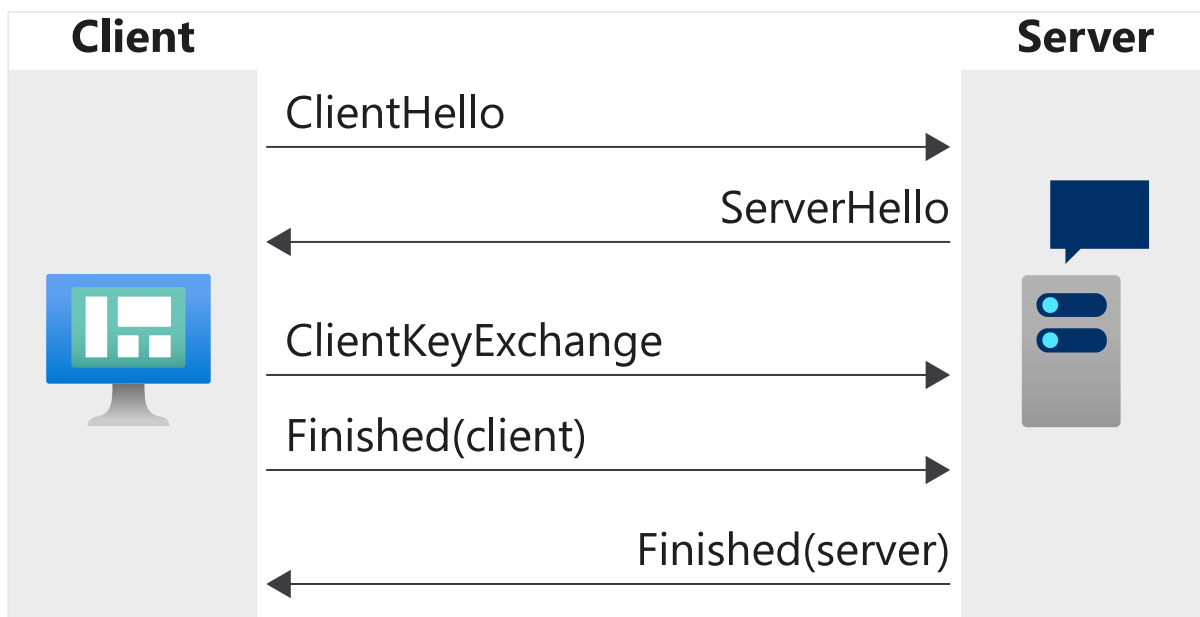 Client
Server
ClientHello
ServerHello
ClientKeyExchange
Finished(client)
Finished(server)